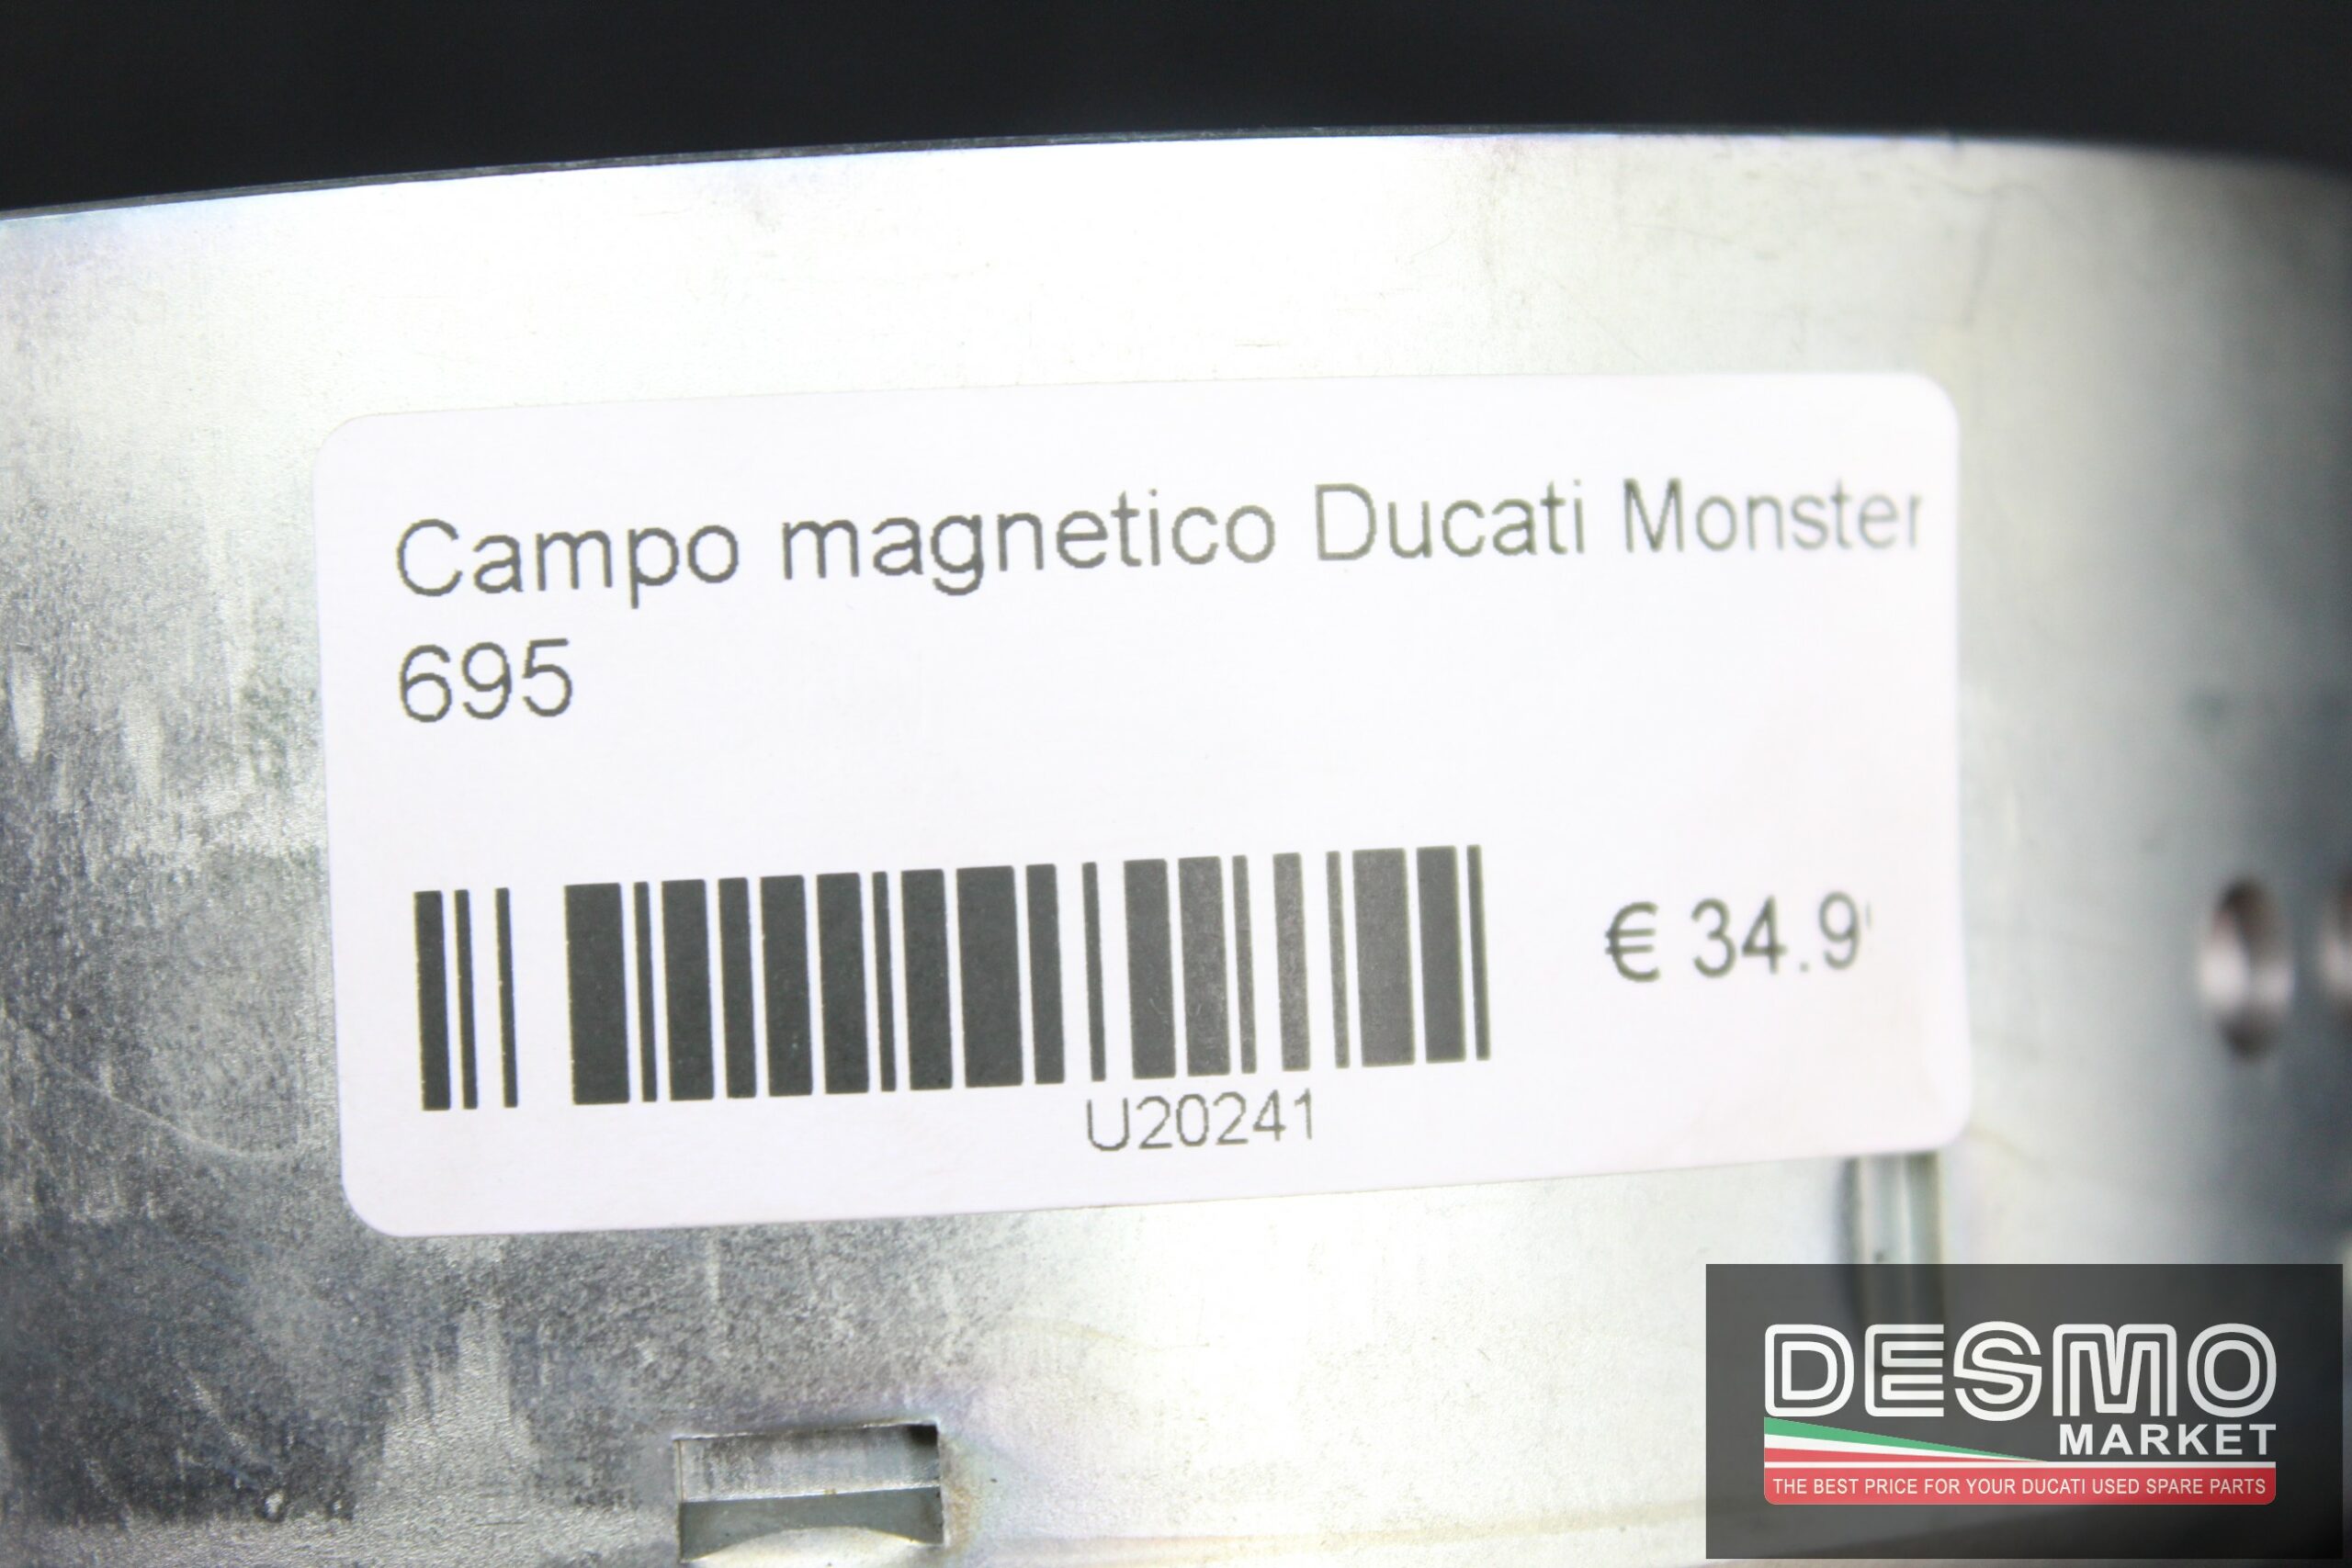 Campo magnetico Ducati Monster
695
€ 34.9
U20241
DESMO
MARKET
THE BEST PRICE FOR YOUR DUCATI USED SPARE PARTS